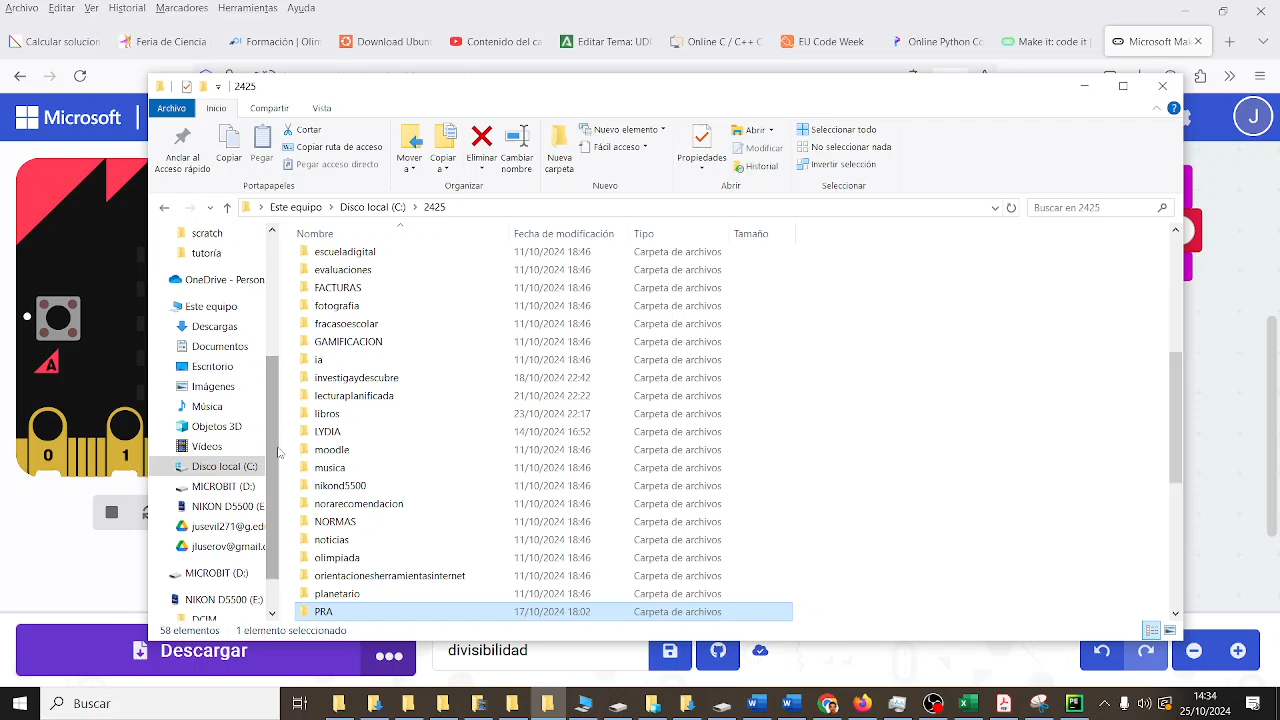 Archivo Editar Ver Historial Marcadores Herramientas Ayuda
Calcular solucion Feria de Ciencia Formación | Olin Download Ubun Contenido del ca Editar Tema: UDC Online C / C++ C EU Code Week Online Python Co Make it: code it Microsoft Mak
Microsoft
J
2425
Archivo Inicio Compartir Vista
Anclar al
Acceso rápido
Copiar
Pegar
Cortar
Copiar ruta de acceso
Pegar acceso directo
Portapapeles
Mover
a
Copiar
a
Eliminar
Cambiar
nombre
Organizar
Nueva
carpeta
Nuevo elemento
Fácil acceso
Nuevo
Propiedades
Abrir
Modificar
Historial
Abrir
Seleccionar todo
No seleccionar nada
Invertir selección
Seleccionar
Este equipo > Disco local (C:) > 2425
Buscar en 2425
scratch
tutoría
OneDrive - Person
Este equipo
Descargas
Documentos
Escritorio
Imágenes
Música
Objetos 3D
Vídeos
Disco local (C:)
MICROBIT (D:)
NIKON D5500 (E
jusevil271@g.ed
jluserov@gmail.c
MICROBIT (D:)
NIKON D5500 (E:)
DCIM
Nombre Fecha de modificación Tipo Tamaño
escueladigital 11/10/2024 18:46 Carpeta de archivos
evaluaciones 11/10/2024 18:46 Carpeta de archivos
FACTURAS 11/10/2024 18:46 Carpeta de archivos
fotografia 11/10/2024 18:46 Carpeta de archivos
fracasoescolar 11/10/2024 18:46 Carpeta de archivos
GAMIFICACION 11/10/2024 18:46 Carpeta de archivos
ia 11/10/2024 18:46 Carpeta de archivos
investigaydescubre 18/10/2024 22:42 Carpeta de archivos
lecturaplanificada 21/10/2024 22:22 Carpeta de archivos
libros 23/10/2024 22:17 Carpeta de archivos
LYDIA 14/10/2024 16:52 Carpeta de archivos
moodle 11/10/2024 18:46 Carpeta de archivos
musica 11/10/2024 18:46 Carpeta de archivos
nikond5500 11/10/2024 18:46 Carpeta de archivos
norarecomendacion 11/10/2024 18:46 Carpeta de archivos
NORMAS 11/10/2024 18:46 Carpeta de archivos
noticias 11/10/2024 18:46 Carpeta de archivos
olimpiada 11/10/2024 18:46 Carpeta de archivos
orientacionesherramientasinternet 11/10/2024 18:46 Carpeta de archivos
planetario 11/10/2024 18:46 Carpeta de archivos
PRA 17/10/2024 18:02 Carpeta de archivos
58 elementos 1 elemento seleccionado
A
0 1
Descargar
divisibilidad
Buscar
14:34
25/10/2024